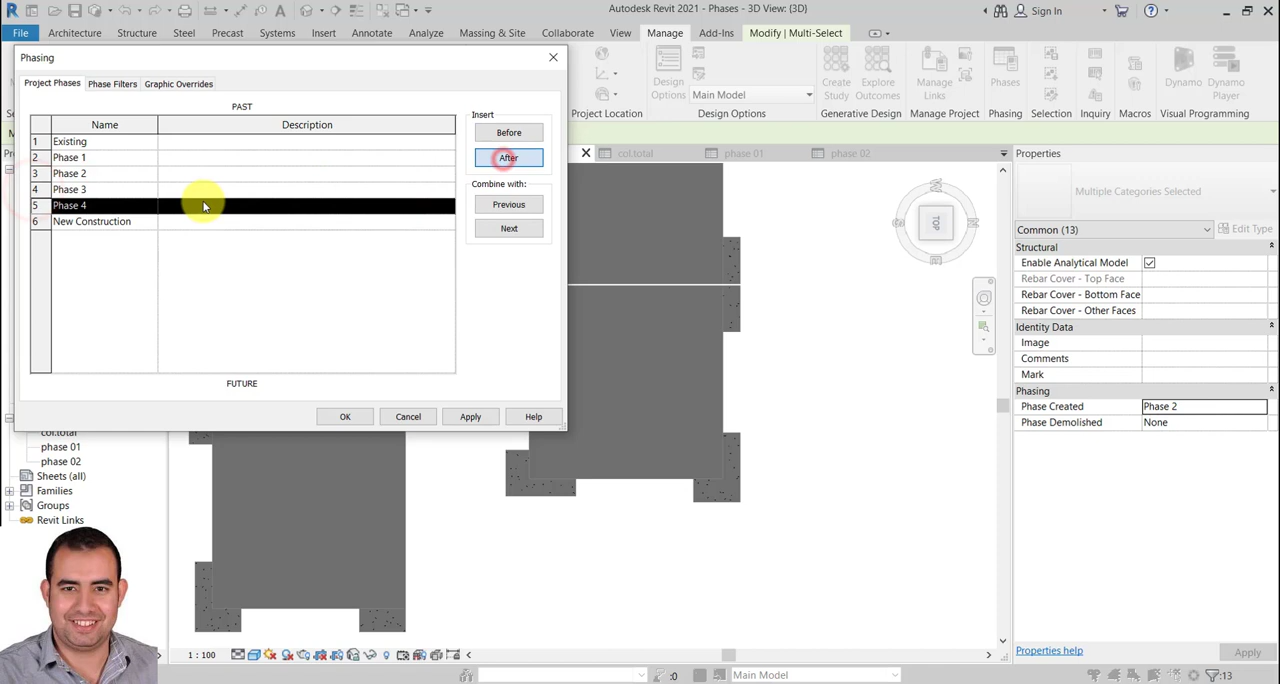 Autodesk Revit 2021 - Phases - 3D View: {3D}
Sign In
File Architecture Structure Steel Precast Systems Insert Annotate Analyze Massing & Site Collaborate View Manage Add-Ins Modify | Multi-Select
Phasing
Project Phases Phase Filters Graphic Overrides
PAST
Name Description
1 Existing
2 Phase 1
3 Phase 2
4 Phase 3
5 Phase 4
6 New Construction
FUTURE
Insert
Before
After
Combine with:
Previous
Next
OK Cancel Apply Help
Design
Options
Main Model
Create
Study
Explore
Outcomes
Manage
Links
Phases
Dynamo
Dynamo
Player
Project Location Design Options Generative Design Manage Project Phasing Selection Inquiry Macros Visual Programming
col.total
phase 01
phase 02
TOP
Properties
Multiple Categories Selected
Common (13)
Edit Type
Structural
Enable Analytical Model
Rebar Cover - Top Face
Rebar Cover - Bottom Face
Rebar Cover - Other Faces
Identity Data
Image
Comments
Mark
Phasing
Phase Created Phase 2
Phase Demolished None
Properties help
Apply
col.total
phase 01
phase 02
Sheets (all)
Families
Groups
Revit Links
1 : 100
:0
Main Model
:13